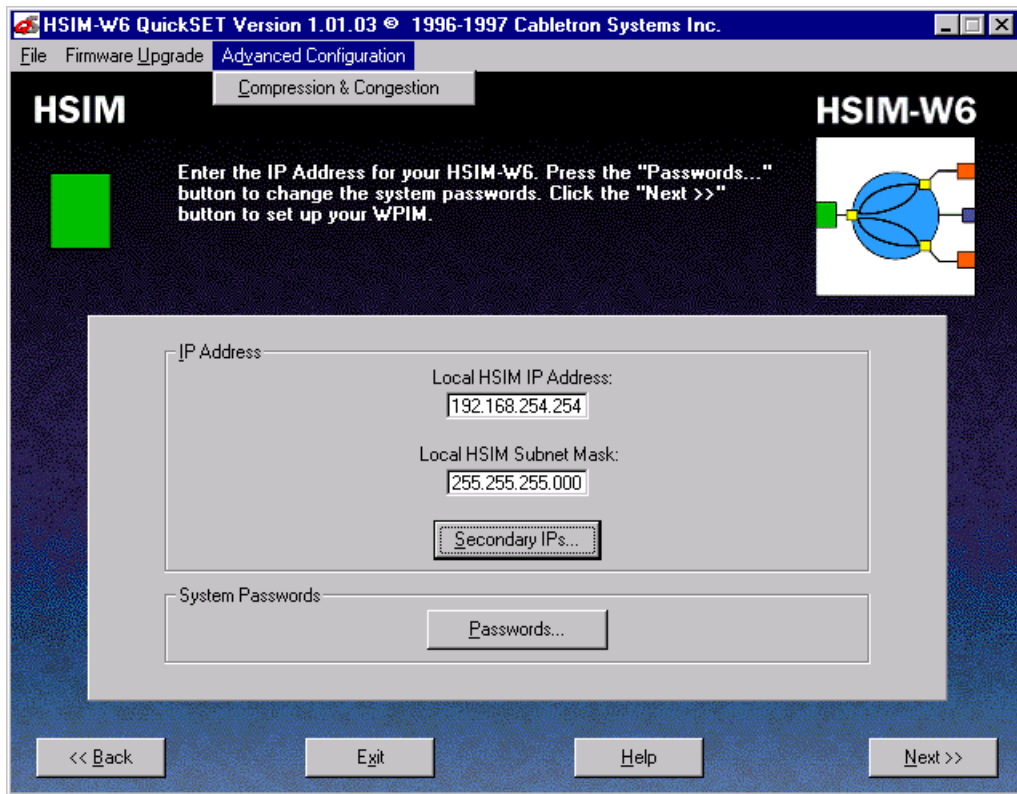 HSIM-W6 QuickSET Version 1.01.03 © 1996-1997 Cabletron Systems Inc.
File Firmware Upgrade Advanced Configuration
Compression & Congestion
HSIM
HSIM-W6
Enter the IP Address for your HSIM-W6. Press the "Passwords..."
button to change the system passwords. Click the "Next >>"
button to set up your WPIM.
IP Address
Local HSIM IP Address:
192.168.254.254
Local HSIM Subnet Mask:
255.255.255.000
Secondary IPs...
System Passwords
Passwords...
<< Back Exit Help Next >>